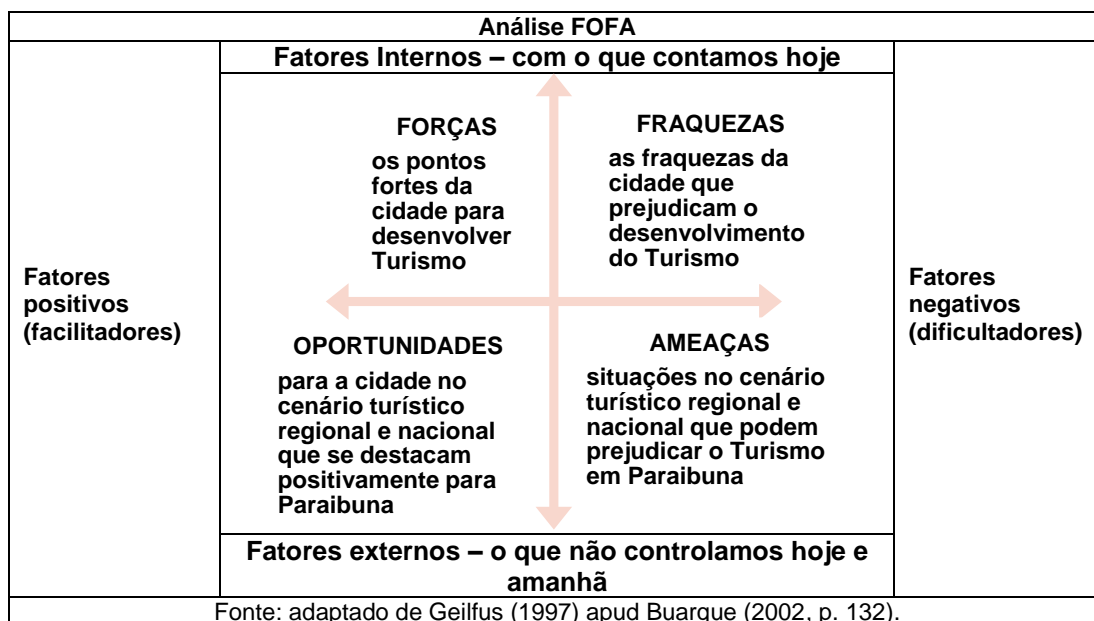 Análise FOFA
Fatores Internos – com o que contamos hoje
Fatores
positivos
(facilitadores)
FORÇAS
os pontos
fortes da
cidade para
desenvolver
Turismo
FRAQUEZAS
as fraquezas da
cidade que
prejudicam o
desenvolvimento
do Turismo
OPORTUNIDADES
para a cidade no
cenário turístico
regional e nacional
que se destacam
positivamente para
Paraibuna
AMEAÇAS
situações no cenário
turístico regional e
nacional que podem
prejudicar o Turismo
em Paraibuna
Fatores
negativos
(dificultadores)
Fatores externos – o que não controlamos hoje e
amanhã
Fonte: adaptado de Geilfus (1997) apud Buarque (2002, p. 132).